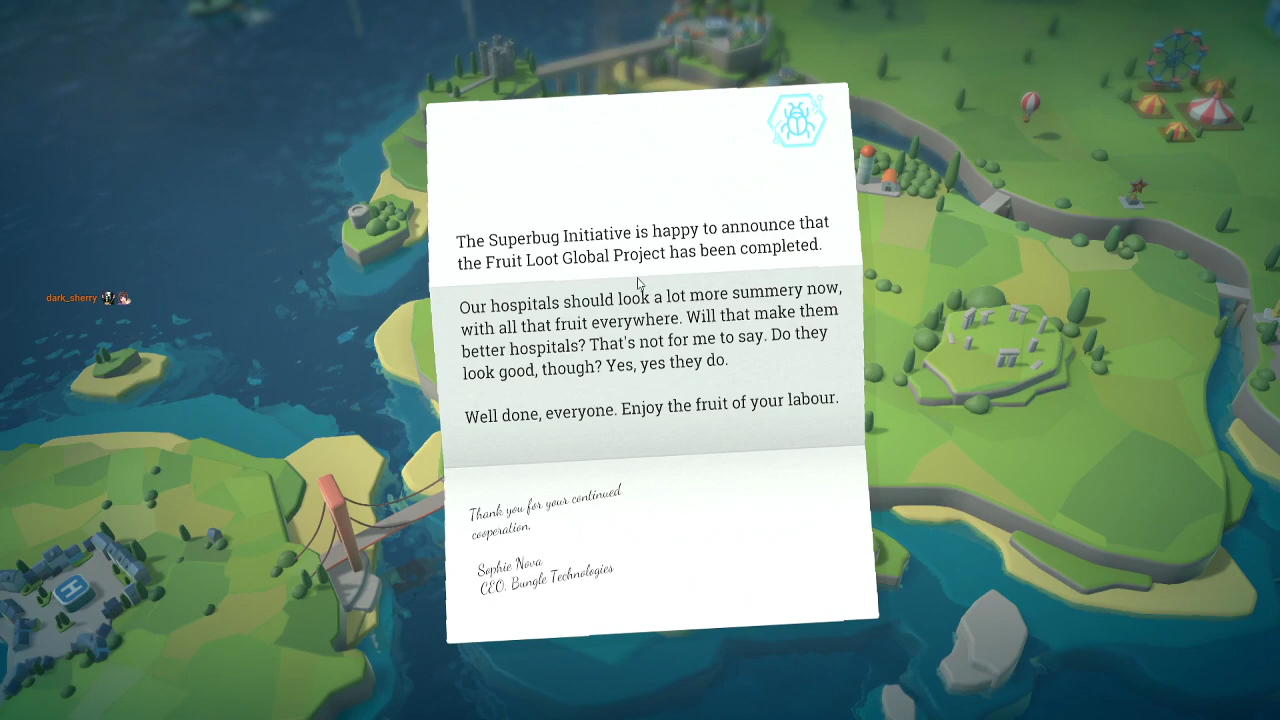 The Superbug Initiative is happy to announce that
the Fruit Loot Global Project has been completed.
dark_sherry
Our hospitals should look a lot more summery now,
with all that fruit everywhere. Will that make them
better hospitals? That's not for me to say. Do they
look good, though? Yes, yes they do.
Well done, everyone. Enjoy the fruit of your labour.
Thank you for your continued
cooperation,
Sophie Nova
CEO, Bungle Technologies
H